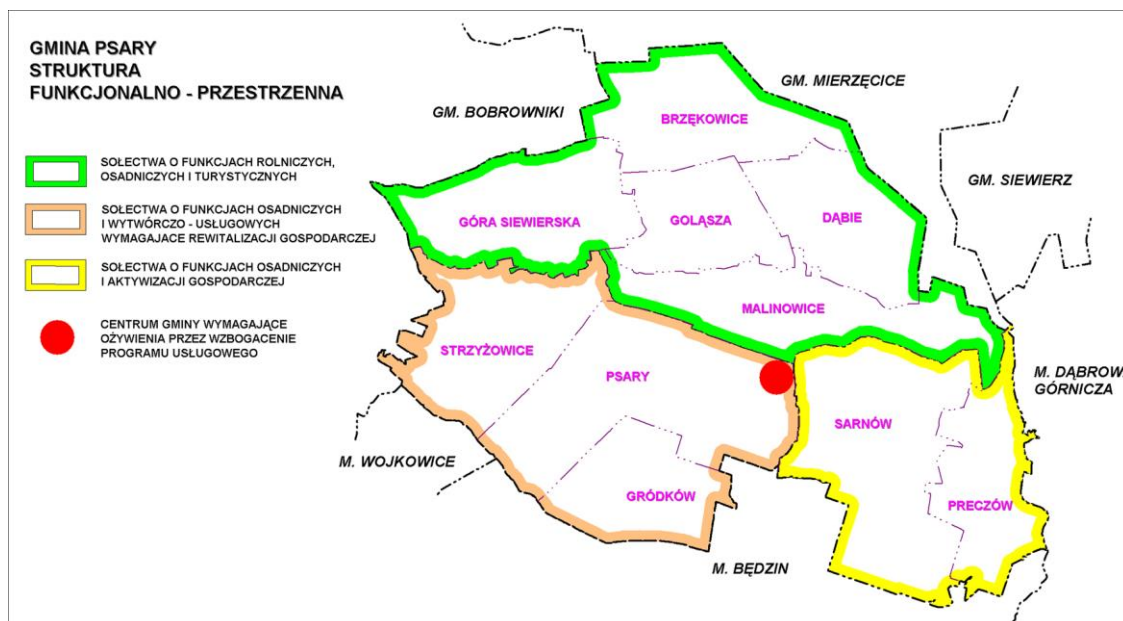 GMINA PSARY
STRUKTURA
FUNKCJONALNO - PRZESTRZENNA
SOŁECTWA O FUNKCJACH ROLNICZYCH,
OSADNICZYCH I TURYSTYCZNYCH
SOŁECTWA O FUNKCJACH OSADNICZYCH
I WYTWÓRCZO - USŁUGOWYCH
WYMAGAJACE REWITALIZACJI GOSPODARCZEJ
SOŁECTWA O FUNKCJACH OSADNICZYCH
I AKTYWIZACJI GOSPODARCZEJ
CENTRUM GMINY WYMAGAJĄCE
OŻYWIENIA PRZEZ WZBOGACENIE
PROGRAMU USŁUGOWEGO
GM. BOBROWNIKI
GM. MIERZĘCICE
BRZĘKOWICE
GM. SIEWIERZ
GÓRA SIEWIERSKA
GOLĄSZA
DĄBIE
MALINOWICE
STRZYŻOWICE
PSARY
M. DĄBROWA
GÓRNICZA
SARNÓW
M. WOJKOWICE
GRÓDKÓW
PRECZÓW
M. BĘDZIN